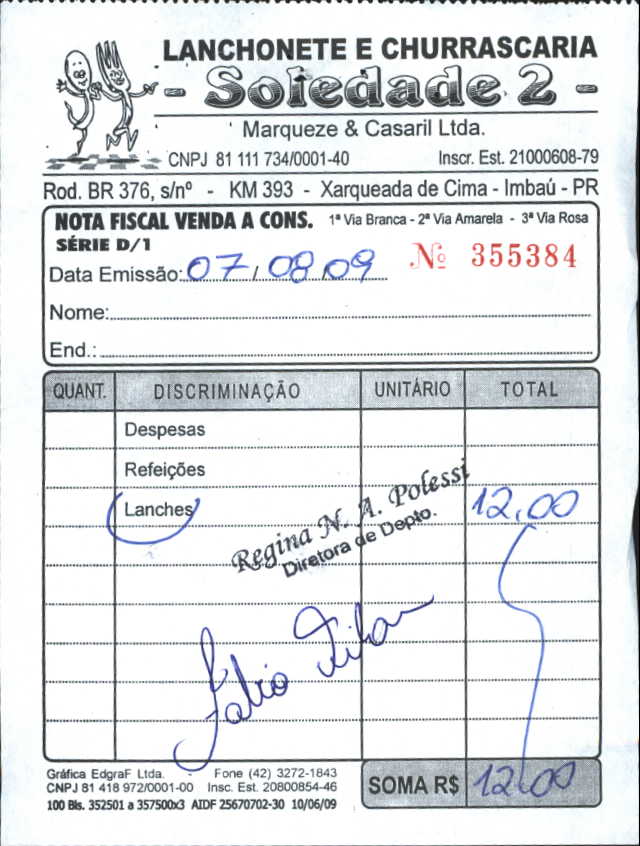 LANCHONETE E CHURRASCARIA
- Soledade 2 -
Marqueze & Casaril Ltda.
CNPJ 81 111 734/0001-40 Inscr. Est. 21000608-79
Rod. BR 376, s/nº - KM 393 - Xarqueada de Cima - Imbaú - PR
NOTA FISCAL VENDA A CONS. 1ª Via Branca - 2ª Via Amarela - 3ª Via Rosa
SÉRIE D/1
Data Emissão: 07/08/09 Nº 355384
Nome:
End.:
QUANT. DISCRIMINAÇÃO UNITÁRIO TOTAL
Despesas
Refeições
Lanches 12,00
Regina N. A. Polessi
Diretora de Depto.
Fabio
Gráfica EdgraF Ltda. Fone (42) 3272-1843
CNPJ 81 418 972/0001-00 Insc. Est. 20800854-46
100 Bls. 352501 a 357500x3 AIDF 25670702-30 10/06/09
SOMA R$ 12,00